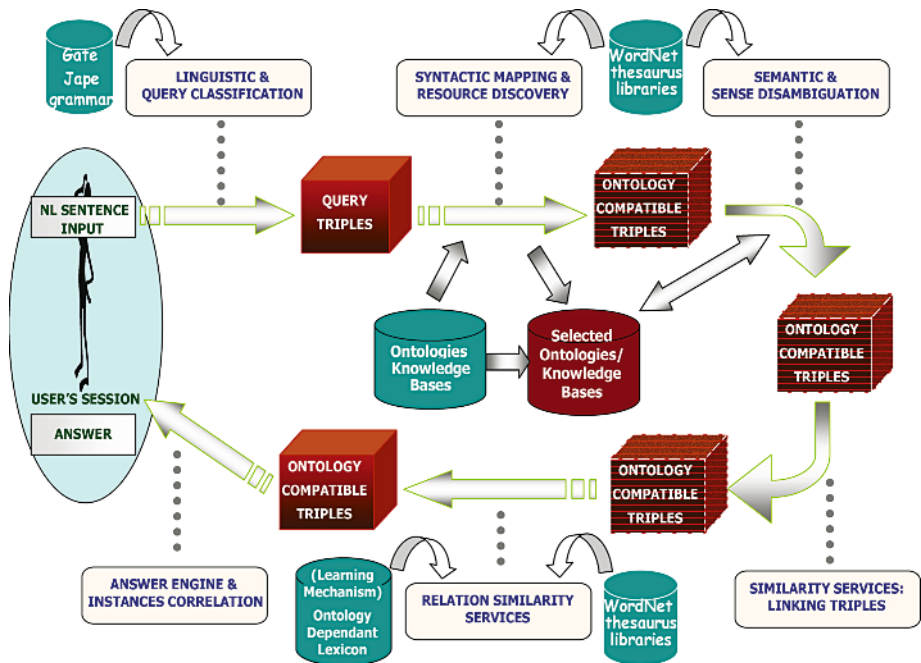 Gate
Jape
grammar
LINGUISTIC &
QUERY CLASSIFICATION
SYNTACTIC MAPPING &
RESOURCE DISCOVERY
WordNet
thesaurus
libraries
SEMANTIC &
SENSE DISAMBIGUATION
NL SENTENCE
INPUT
QUERY
TRIPLES
ONTOLOGY
COMPATIBLE
TRIPLES
Ontologies
Knowledge
Bases
Selected
Ontologies/
Knowledge
Bases
ONTOLOGY
COMPATIBLE
TRIPLES
USER'S SESSION
ANSWER
ONTOLOGY
COMPATIBLE
TRIPLES
ONTOLOGY
COMPATIBLE
TRIPLES
ANSWER ENGINE &
INSTANCES CORRELATION
(Learning
Mechanism)
Ontology
Dependant
Lexicon
RELATION SIMILARITY
SERVICES
WordNet
thesaurus
libraries
SIMILARITY SERVICES:
LINKING TRIPLES